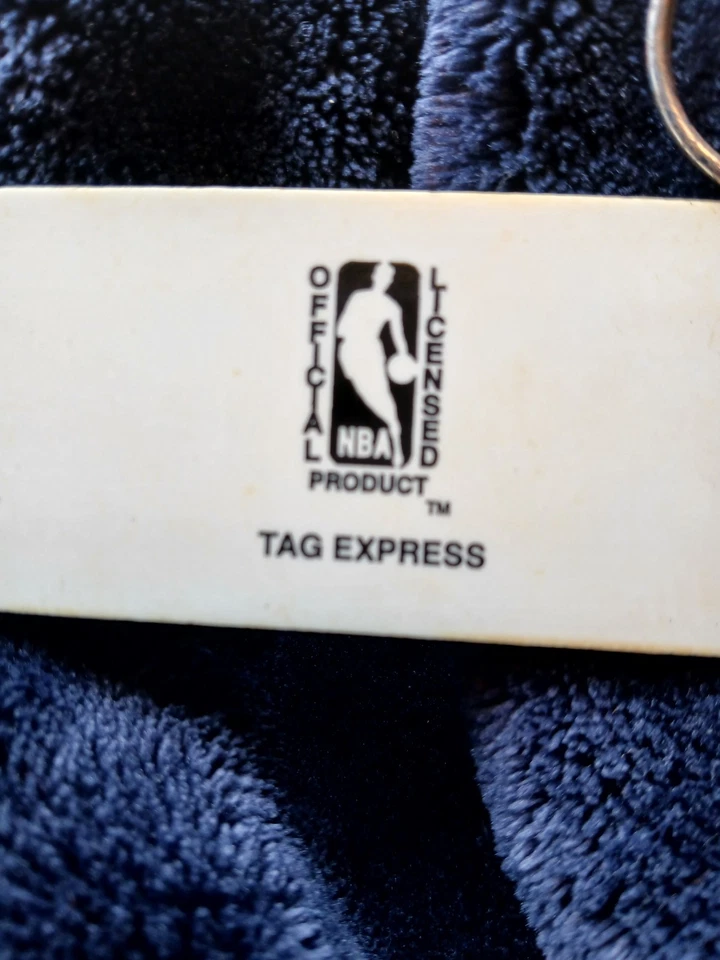 OFFICIAL
LICENSED
NBA
PRODUCT
TM
TAG EXPRESS